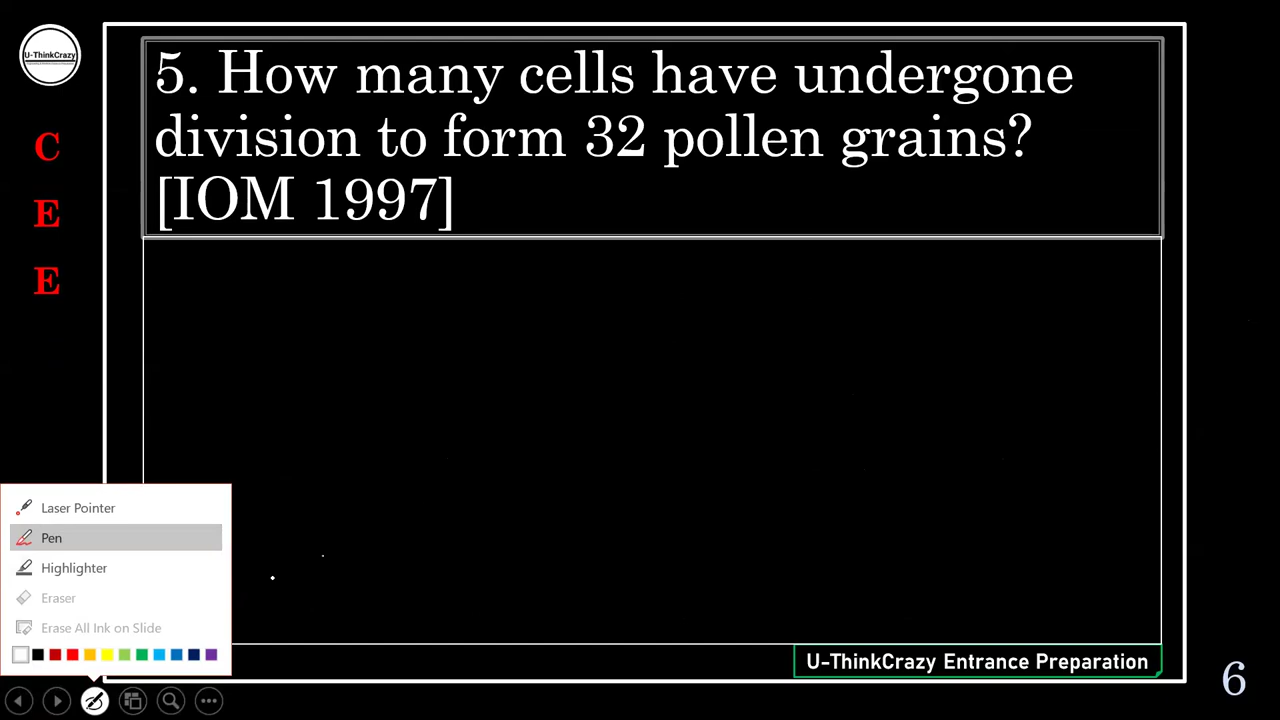 U-ThinkCrazy
5. How many cells have undergone
division to form 32 pollen grains?
[IOM 1997]
C
E
E
Laser Pointer
Pen
Highlighter
Eraser
Erase All Ink on Slide
U-ThinkCrazy Entrance Preparation
6